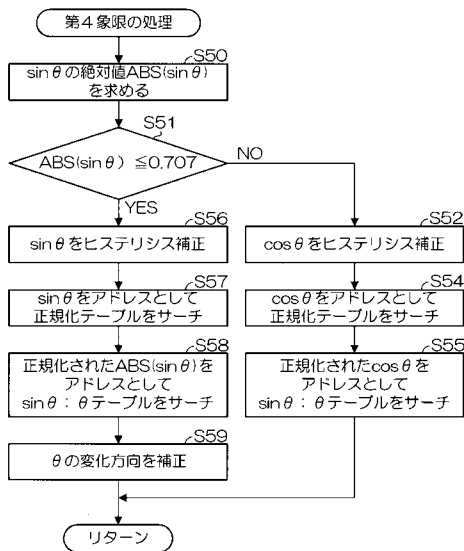 第4象限の処理
S50
sinθの絶対値ABS(sinθ)
を求める
S51
ABS(sinθ) ≦0.707
NO
YES
S56
sinθをヒステリシス補正
S52
cosθをヒステリシス補正
S57
sinθをアドレスとして
正規化テーブルをサーチ
S54
cosθをアドレスとして
正規化テーブルをサーチ
S58
正規化されたABS(sinθ)を
アドレスとして
sinθ：θテーブルをサーチ
S55
正規化されたcosθを
アドレスとして
sinθ：θテーブルをサーチ
S59
θの変化方向を補正
リターン